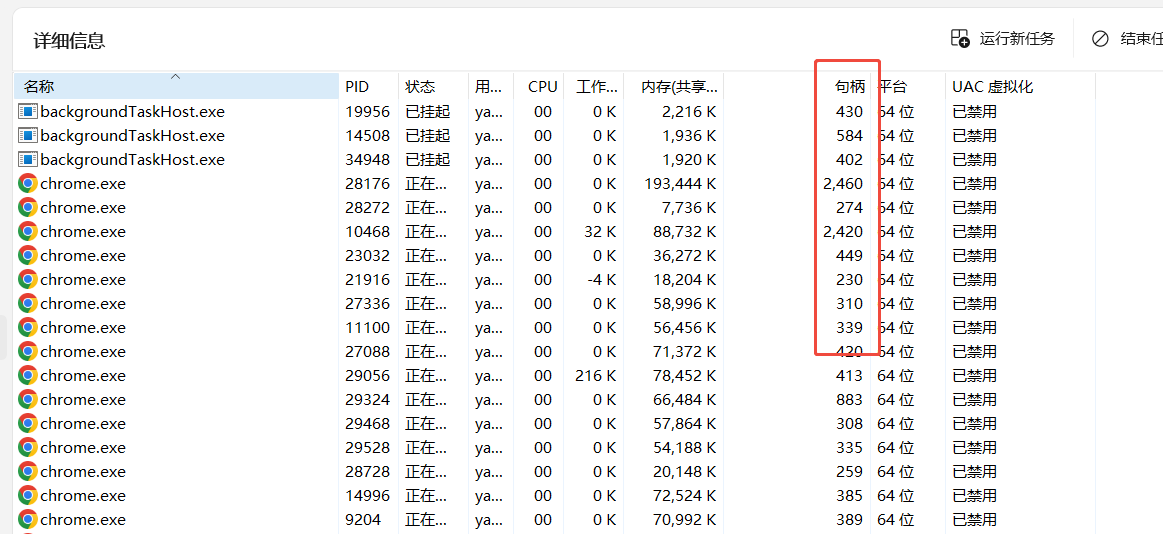 详细信息 运行新任务 结束任
名称 PID 状态 用... CPU 工作... 内存(共享... 句柄 平台 UAC 虚拟化
backgroundTaskHost.exe 19956 已挂起 ya... 00 0 K 2,216 K 430 64 位 已禁用
backgroundTaskHost.exe 14508 已挂起 ya... 00 0 K 1,936 K 584 64 位 已禁用
backgroundTaskHost.exe 34948 已挂起 ya... 00 0 K 1,920 K 402 64 位 已禁用
chrome.exe 28176 正在... ya... 00 0 K 193,444 K 2,460 64 位 已禁用
chrome.exe 28272 正在... ya... 00 0 K 7,736 K 274 64 位 已禁用
chrome.exe 10468 正在... ya... 00 32 K 88,732 K 2,420 64 位 已禁用
chrome.exe 23032 正在... ya... 00 0 K 36,272 K 449 64 位 已禁用
chrome.exe 21916 正在... ya... 00 -4 K 18,204 K 230 64 位 已禁用
chrome.exe 27336 正在... ya... 00 0 K 58,996 K 310 64 位 已禁用
chrome.exe 11100 正在... ya... 00 0 K 56,456 K 339 64 位 已禁用
chrome.exe 27088 正在... ya... 00 0 K 71,372 K 420 64 位 已禁用
chrome.exe 29056 正在... ya... 00 216 K 78,452 K 413 64 位 已禁用
chrome.exe 29324 正在... ya... 00 0 K 66,484 K 883 64 位 已禁用
chrome.exe 29468 正在... ya... 00 0 K 57,864 K 308 64 位 已禁用
chrome.exe 29528 正在... ya... 00 0 K 54,188 K 335 64 位 已禁用
chrome.exe 28728 正在... ya... 00 0 K 20,148 K 259 64 位 已禁用
chrome.exe 14996 正在... ya... 00 0 K 72,524 K 385 64 位 已禁用
chrome.exe 9204 正在... ya... 00 0 K 70,992 K 389 64 位 已禁用